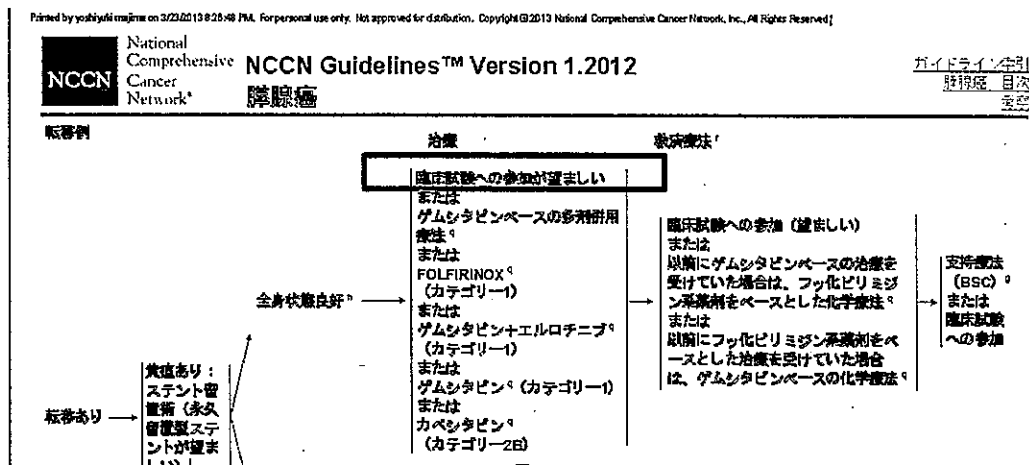 Printed by yoshiyuki majima on 3/23/2013 8:25:48 PM. For personal use only. Not approved for distribution. Copyright © 2013 National Comprehensive Cancer Network, Inc., All Rights Reserved.
NCCN
National
Comprehensive
Cancer
Network®
NCCN Guidelines™ Version 1.2012
膵腺癌
ガイドライン索引
膵腺癌 目次
転移例
治療
救済療法 r
臨床試験への参加が望ましい
または
ゲムシタビンベースの多剤併用
療法 q
または
FOLFIRINOX q
(カテゴリー1)
または
ゲムシタビン+エルロチニブ q
(カテゴリー1)
または
ゲムシタビン q (カテゴリー1)
または
カペシタビン q
(カテゴリー2B)
全身状態良好
臨床試験への参加(望ましい)
または
以前にゲムシタビンベースの治療を
受けていた場合は、フッ化ピリミジ
ン系薬剤をベースとした化学療法 q
または
以前にフッ化ピリミジン系薬剤をベ
ースとした治療を受けていた場合
は、ゲムシタビンベースの化学療法 q
支持療法
(BSC)
または
臨床試験
への参加
転移あり
黄疸あり:
ステント留
置術(永久
留置型ステ
ントが望ま
しい)